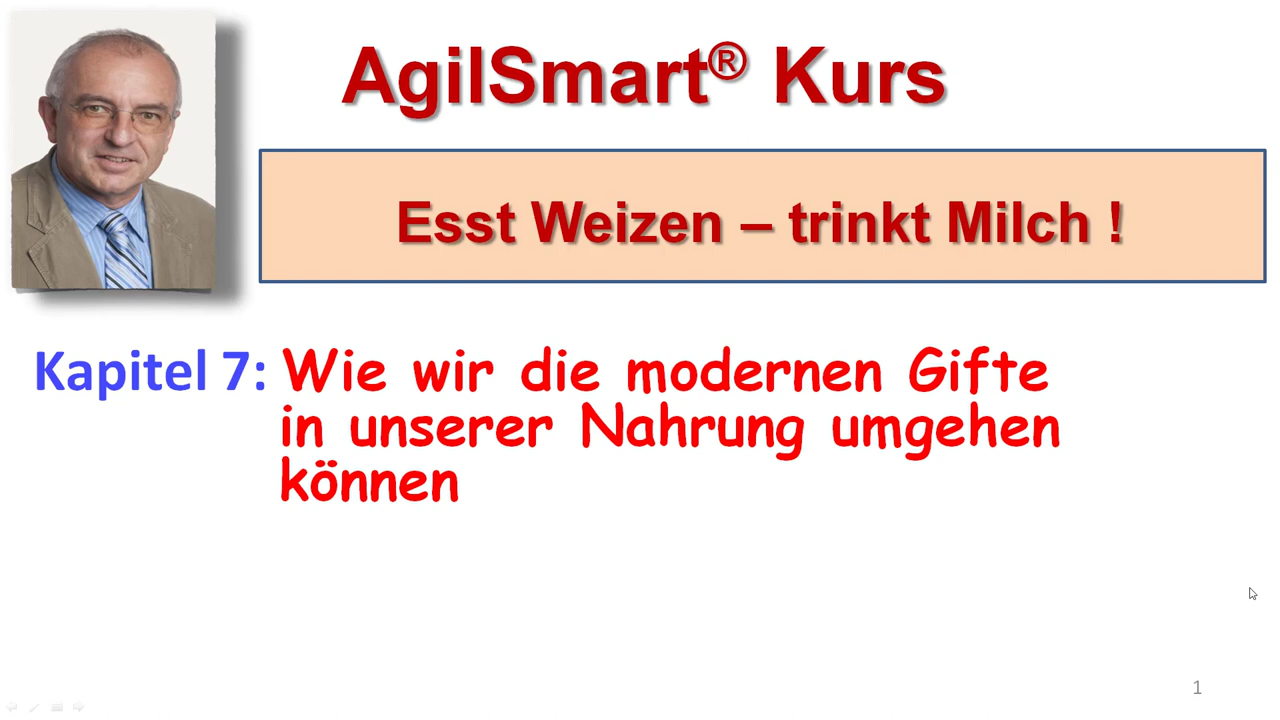 AgilSmart® Kurs
Esst Weizen – trinkt Milch !
Kapitel 7: Wie wir die modernen Gifte
in unserer Nahrung umgehen
können
1